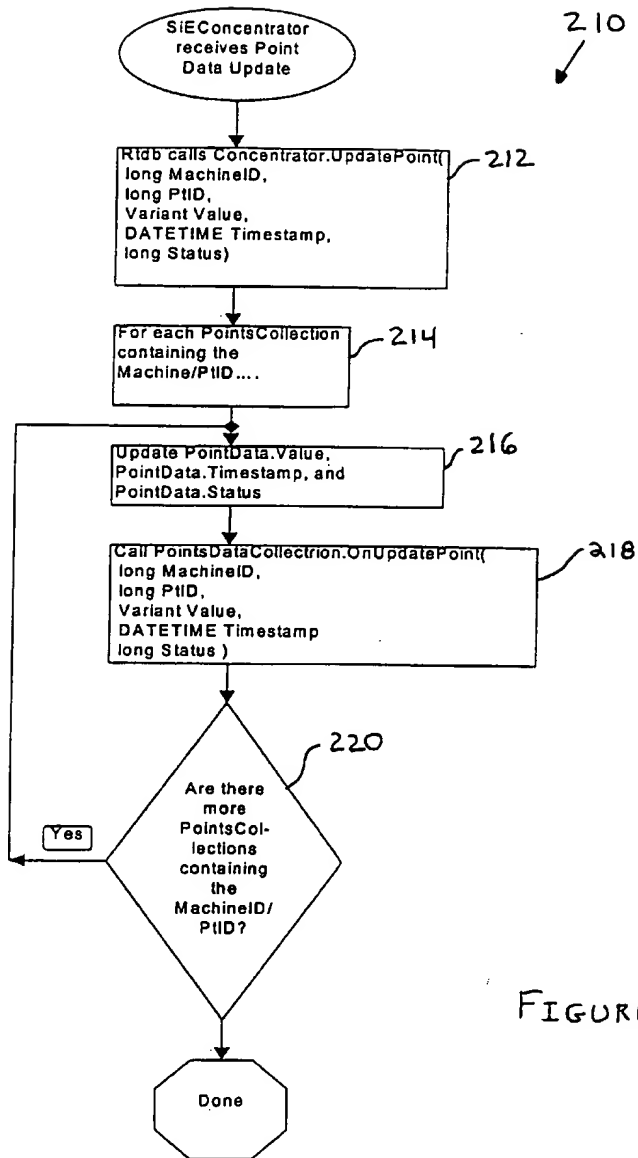 SiEConcentrator
receives Point
Data Update
210
Rtdb calls Concentrator.UpdatePoint(
long MachineID,
long PtID,
Variant Value,
DATETIME Timestamp,
long Status)
212
For each PointsCollection
containing the
Machine/PtID....
214
Update PointData.Value,
PointData.Timestamp, and
PointData.Status
216
Call PointsDataCollectrion.OnUpdatePoint(
long MachineID,
long PtID,
Variant Value,
DATETIME Timestamp
long Status )
218
220
Are there
more
PointsCol-
lections
containing
the
MachineID/
PtID?
Yes
FIGURE
Done